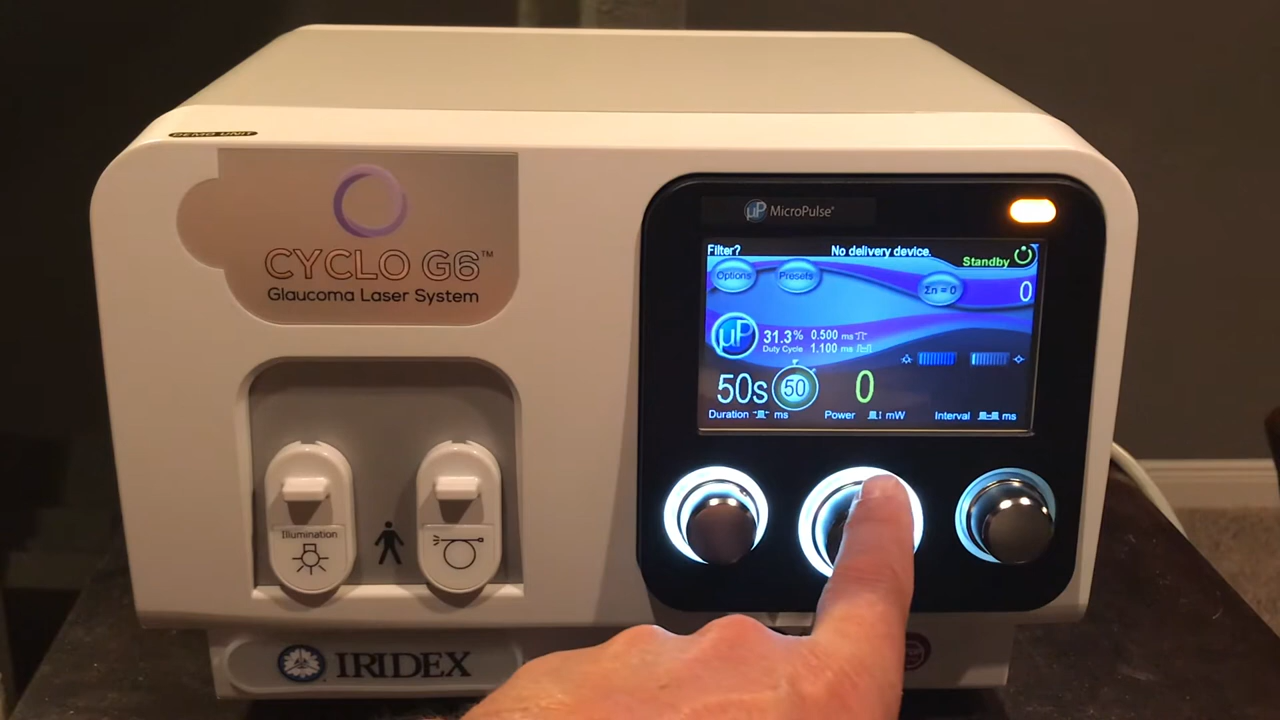 DEMO UNIT
CYCLO G6™
Glaucoma Laser System
Illumination
IRIDEX
µP MicroPulse®
Filter? No delivery device.
Standby
Options Presets Σn = 0 0
µP 31.3% 0.500 ms
Duty Cycle 1.100 ms
50s 50 0
Duration ms Power mW Interval ms